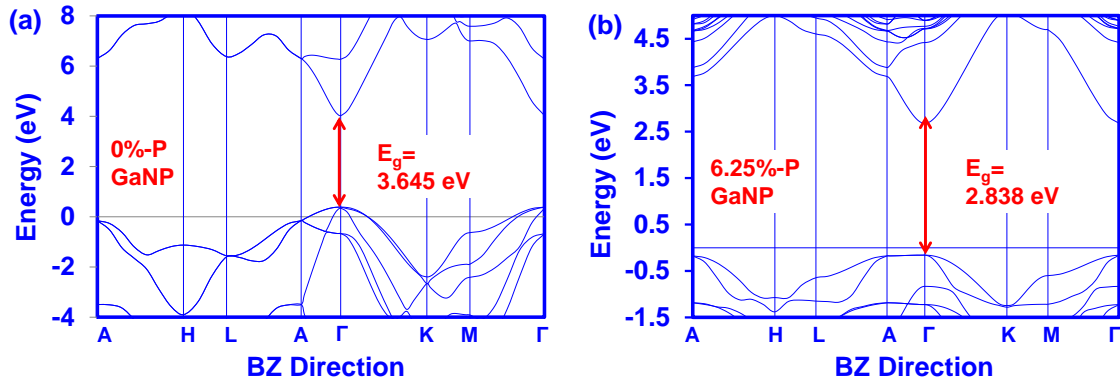 (a)
8
6
4
2
0
-2
-4
Energy (eV)
0%-P
GaNP
E_g=
3.645 eV
A H L A Γ K M Γ
BZ Direction
(b)
4.5
3.5
2.5
1.5
0.5
-0.5
-1.5
Energy (eV)
6.25%-P
GaNP
E_g=
2.838 eV
A H L A Γ K M Γ
BZ Direction